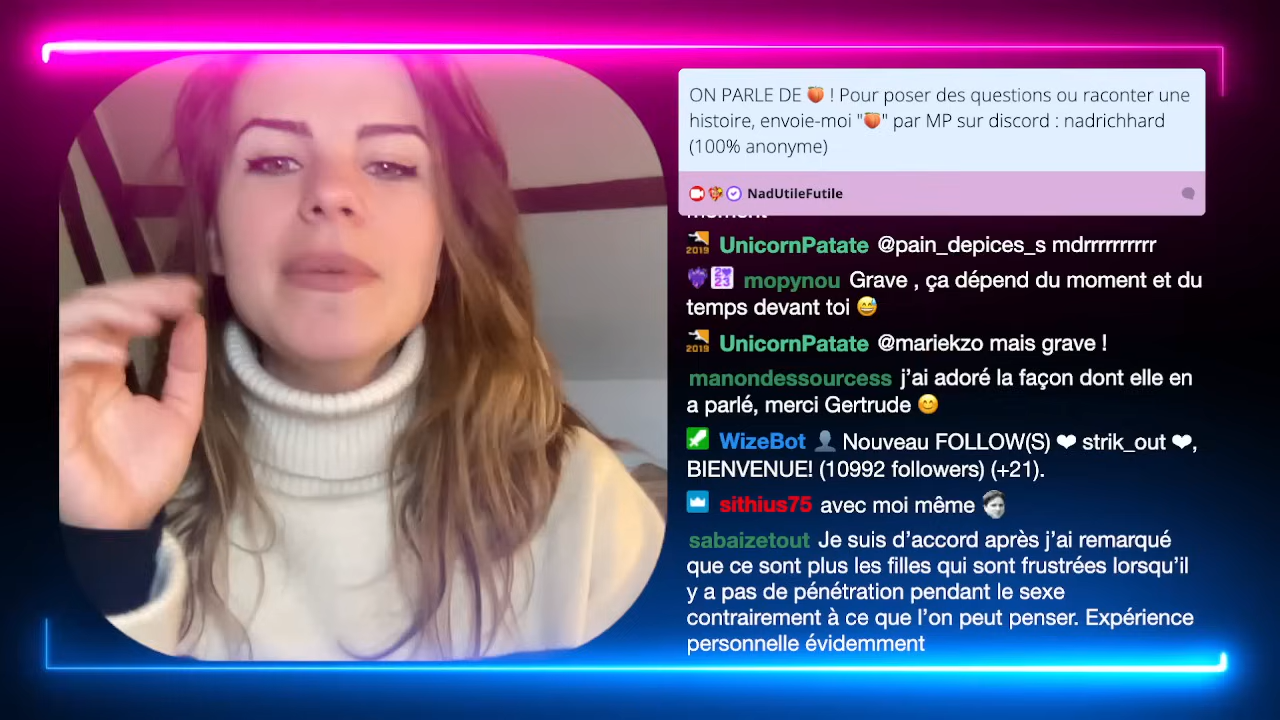 ON PARLE DE 🍑 ! Pour poser des questions ou raconter une
histoire, envoie-moi "🍑" par MP sur discord : nadrichhard
(100% anonyme)
NadUtileFutile
moment
2019 UnicornPatate @pain_depices_s mdrrrrrrrrr
mopynou Grave , ça dépend du moment et du
temps devant toi 😅
2019 UnicornPatate @mariekzo mais grave !
manondessourcess j’ai adoré la façon dont elle en
a parlé, merci Gertrude 😊
WizeBot 👤 Nouveau FOLLOW(S) ❤ strik_out ❤,
BIENVENUE! (10992 followers) (+21).
sithius75 avec moi même
sabaizetout Je suis d’accord après j’ai remarqué
que ce sont plus les filles qui sont frustrées lorsqu’il
y a pas de pénétration pendant le sexe
contrairement à ce que l’on peut penser. Expérience
personnelle évidemment